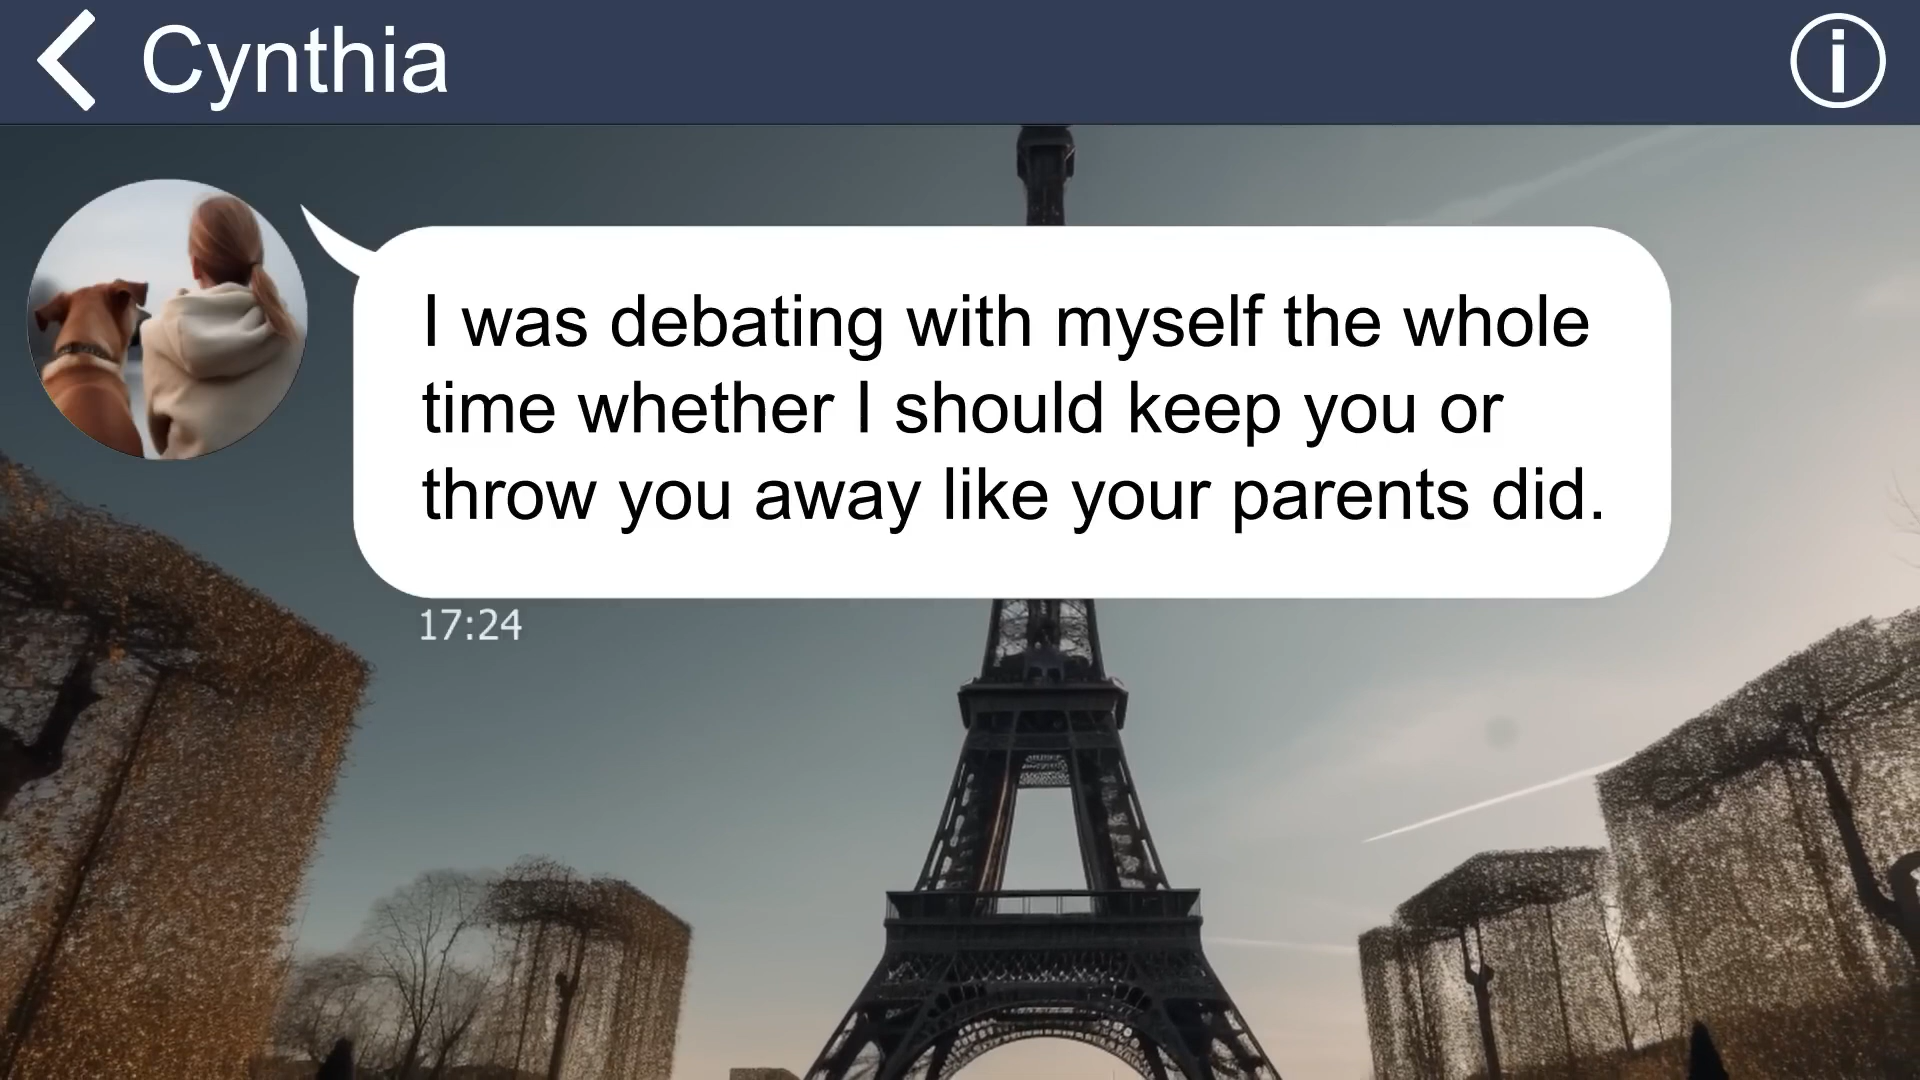 Cynthia
I was debating with myself the whole
time whether I should keep you or
throw you away like your parents did.
17:24